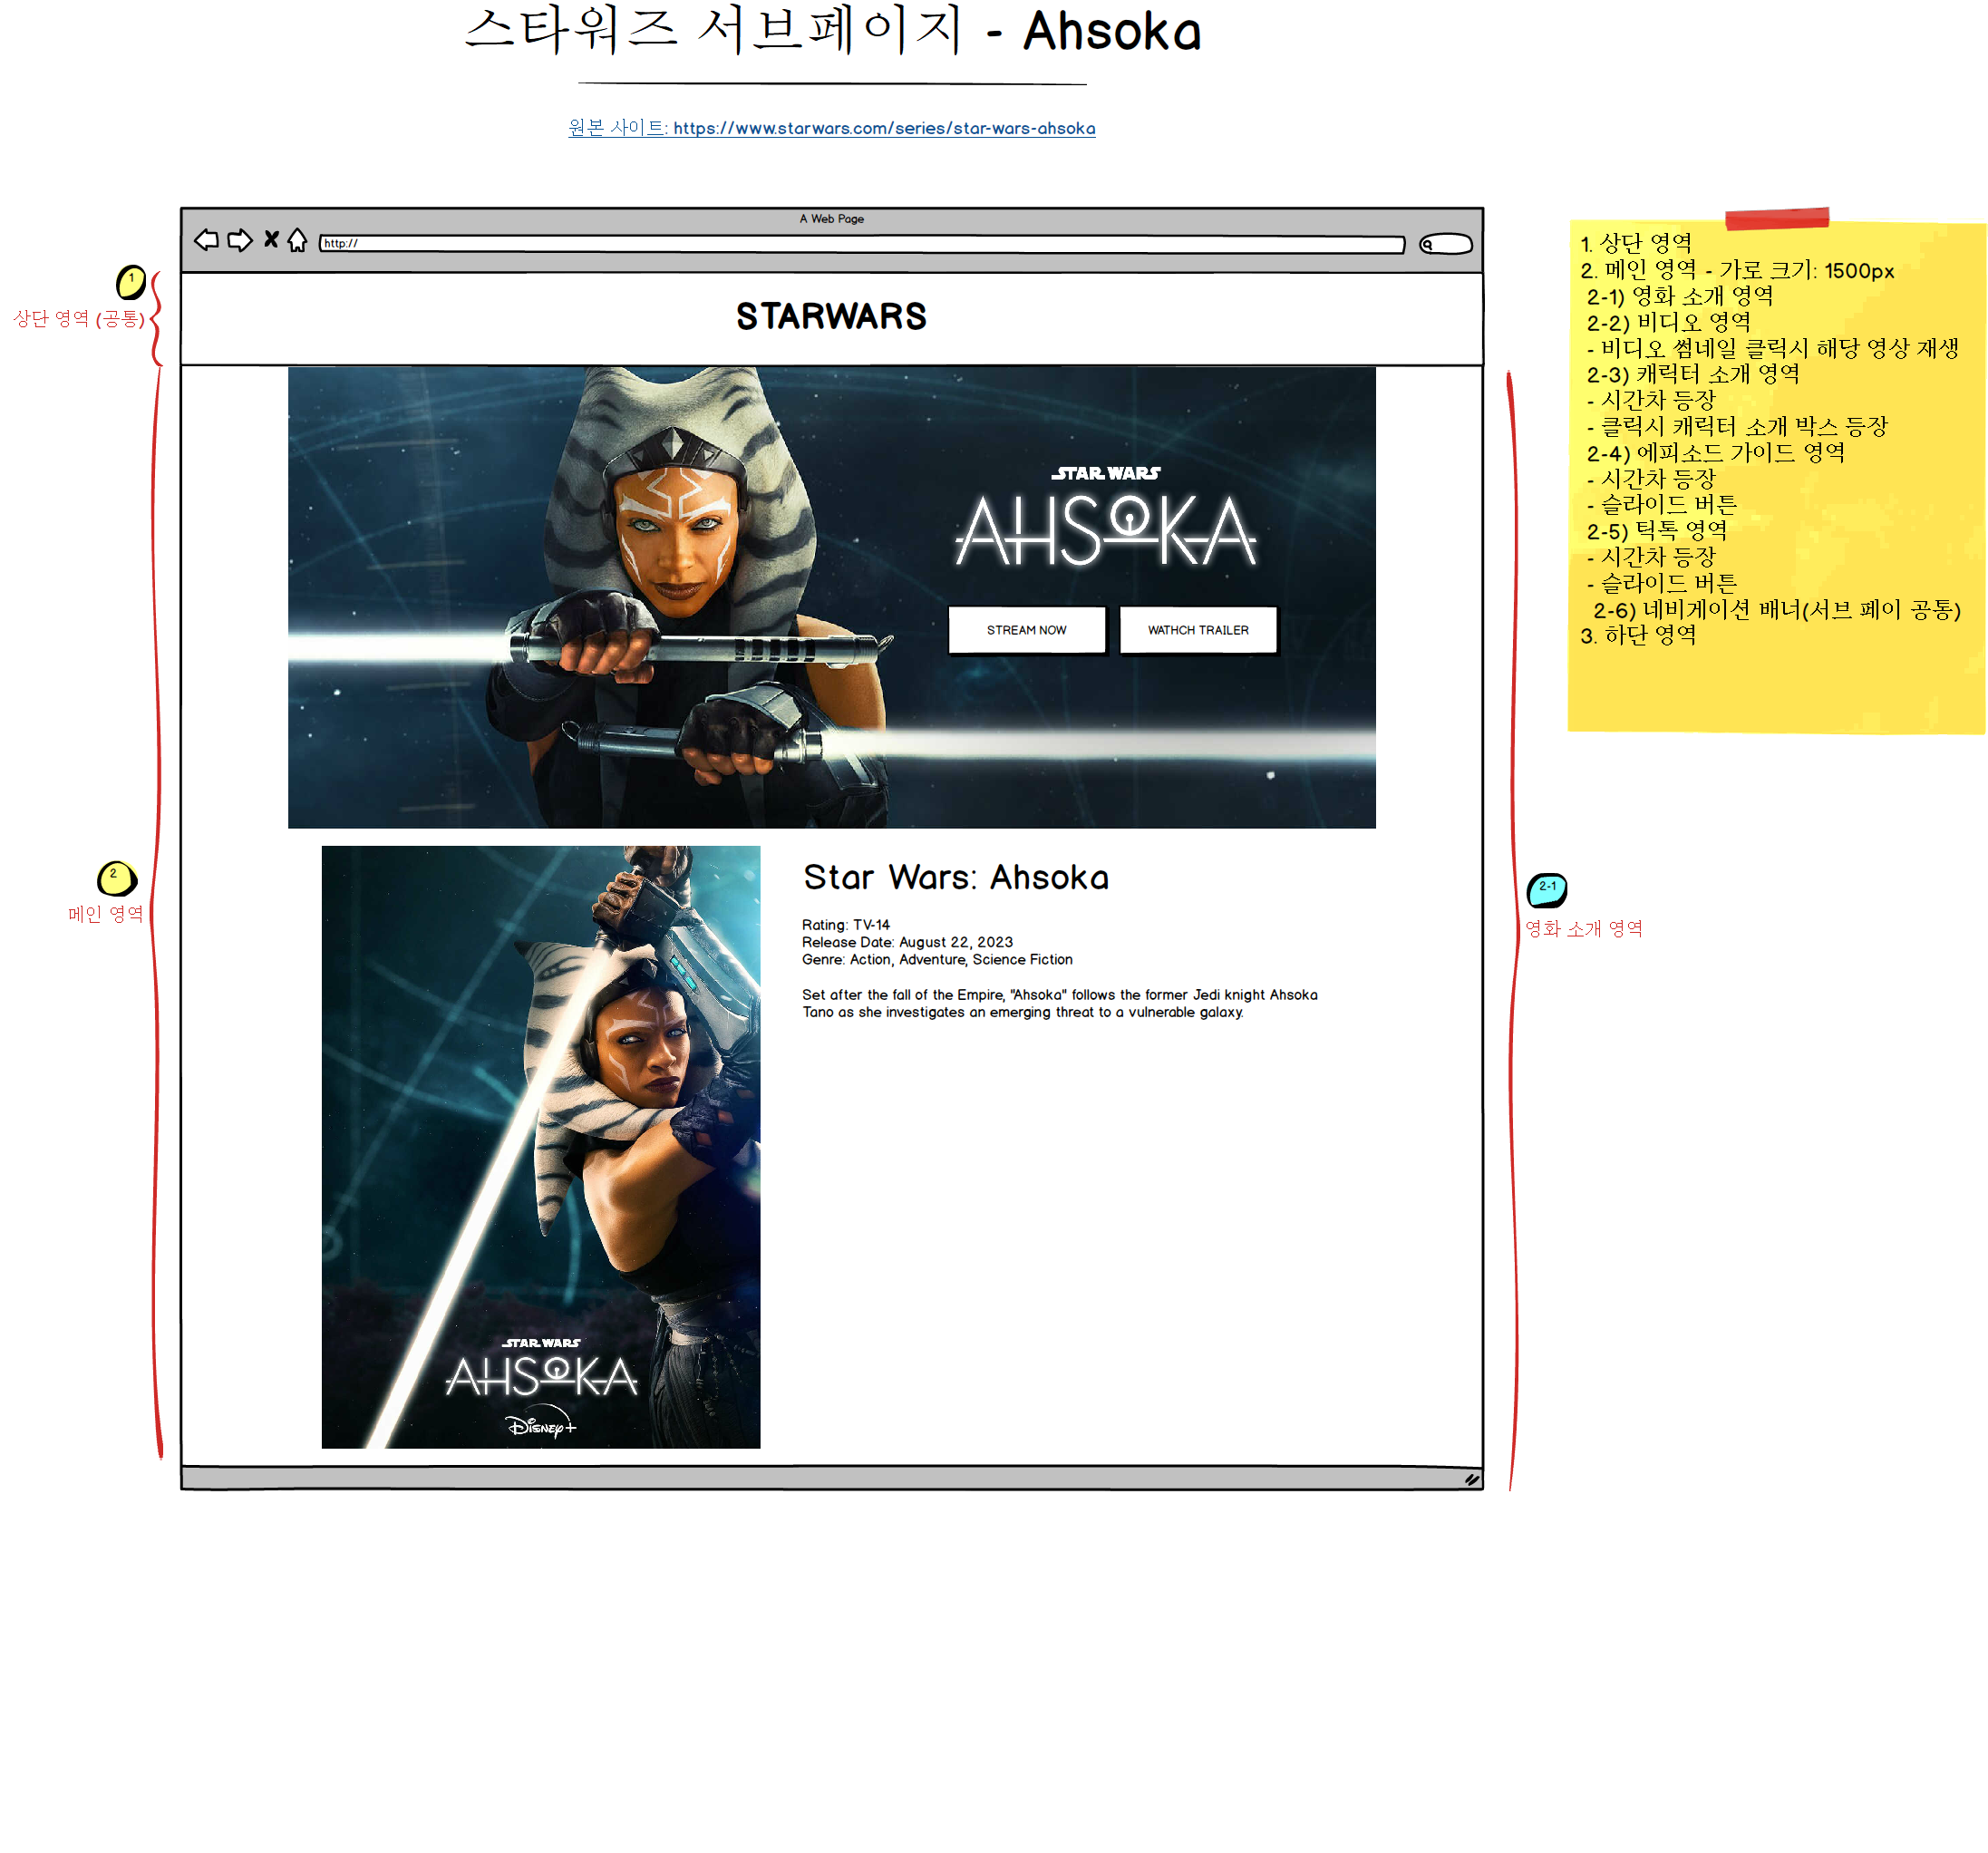 스타워즈 서브페이지 - Ahsoka
원본 사이트: https://www.starwars.com/series/star-wars-ahsoka
A Web Page
http://
1
상단 영역 (공통)
STARWARS
STAR WARS
AHSOKA
STREAM NOW
WATHCH TRAILER
2
메인 영역
Star Wars: Ahsoka
Rating: TV-14
Release Date: August 22, 2023
Genre: Action, Adventure, Science Fiction
Set after the fall of the Empire, "Ahsoka" follows the former Jedi knight Ahsoka
Tano as she investigates an emerging threat to a vulnerable galaxy.
STAR WARS
AHSOKA
Disney+
2-1
영화 소개 영역
1. 상단 영역
2. 메인 영역 - 가로 크기: 1500px
2-1) 영화 소개 영역
2-2) 비디오 영역
- 비디오 썸네일 클릭시 해당 영상 재생
2-3) 캐릭터 소개 영역
- 시간차 등장
- 클릭시 캐릭터 소개 박스 등장
2-4) 에피소드 가이드 영역
- 시간차 등장
- 슬라이드 버튼
2-5) 틱톡 영역
- 시간차 등장
- 슬라이드 버튼
2-6) 네비게이션 배너(서브 페이 공통)
3. 하단 영역